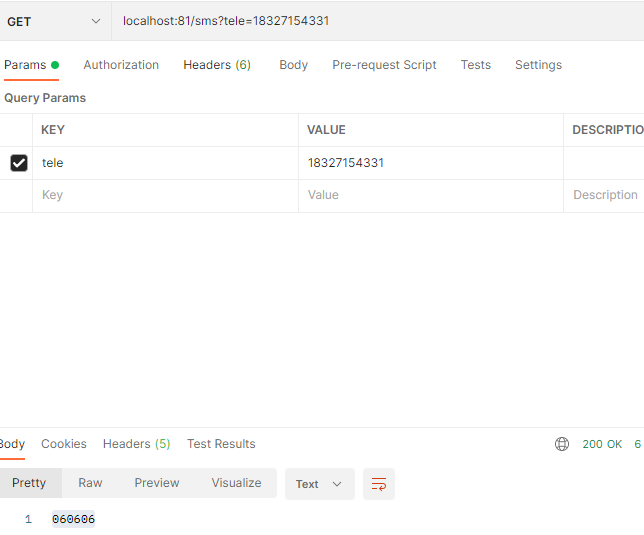 GET localhost:81/sms?tele=18327154331
Params Authorization Headers (6) Body Pre-request Script Tests Settings
Query Params
KEY VALUE DESCRIPTIO
tele 18327154331
Key Value Description
Body Cookies Headers (5) Test Results 200 OK 6
Pretty Raw Preview Visualize Text
1 060606